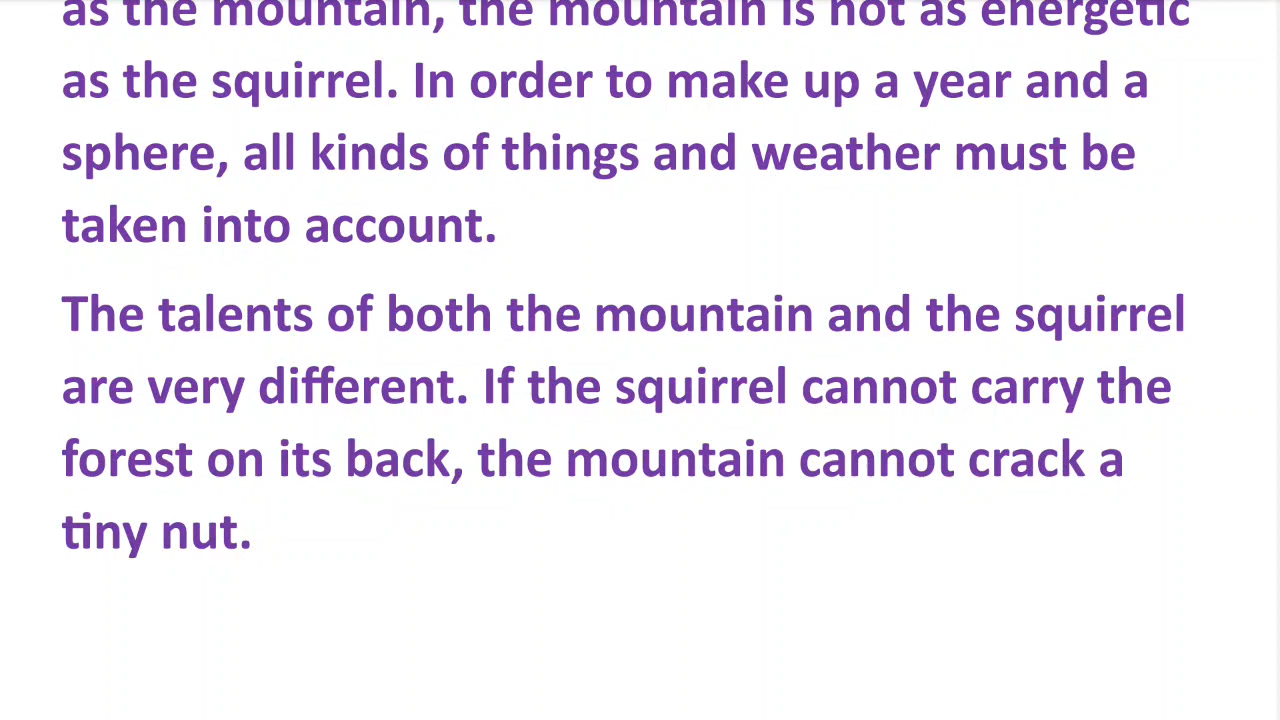 as the mountain, the mountain is not as energetic
as the squirrel. In order to make up a year and a
sphere, all kinds of things and weather must be
taken into account.
The talents of both the mountain and the squirrel
are very different. If the squirrel cannot carry the
forest on its back, the mountain cannot crack a
tiny nut.